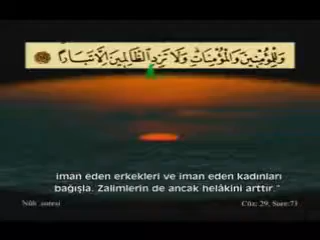 وَلِلْمُؤْمِنِينَ وَالْمُؤْمِنَاتِ وَلَا تَزِدِ الظَّالِمِينَ إِلَّا تَبَارًا
iman eden erkekleri ve iman eden kadınları
bağışla. Zalimlerin de ancak helâkini arttır."
Nûh sûresi
Cüz: 29, Sure:71